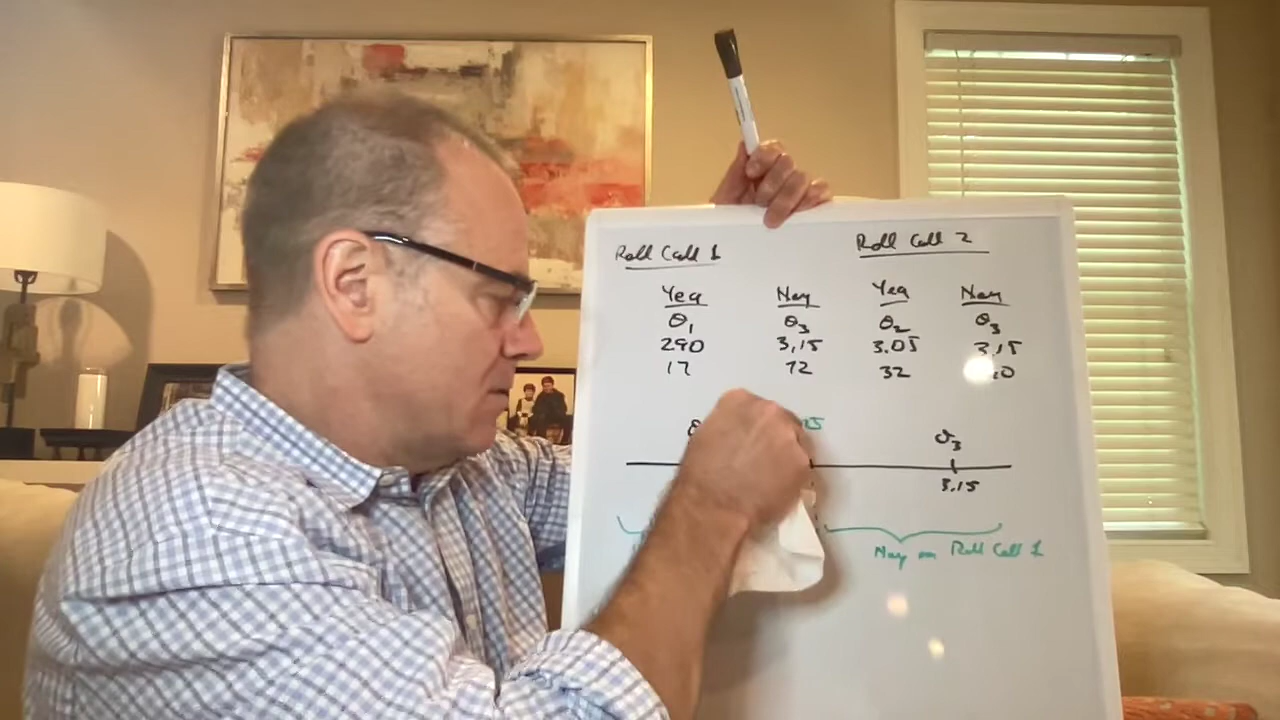 Roll Call 1 Roll Call 2
Yea Nay Yea Nay
θ₁ θ₃ θ₂ θ₃
290 3,15 3.05 3,15
17 12 32
θ₃
3.15
Nay on Roll Call 1